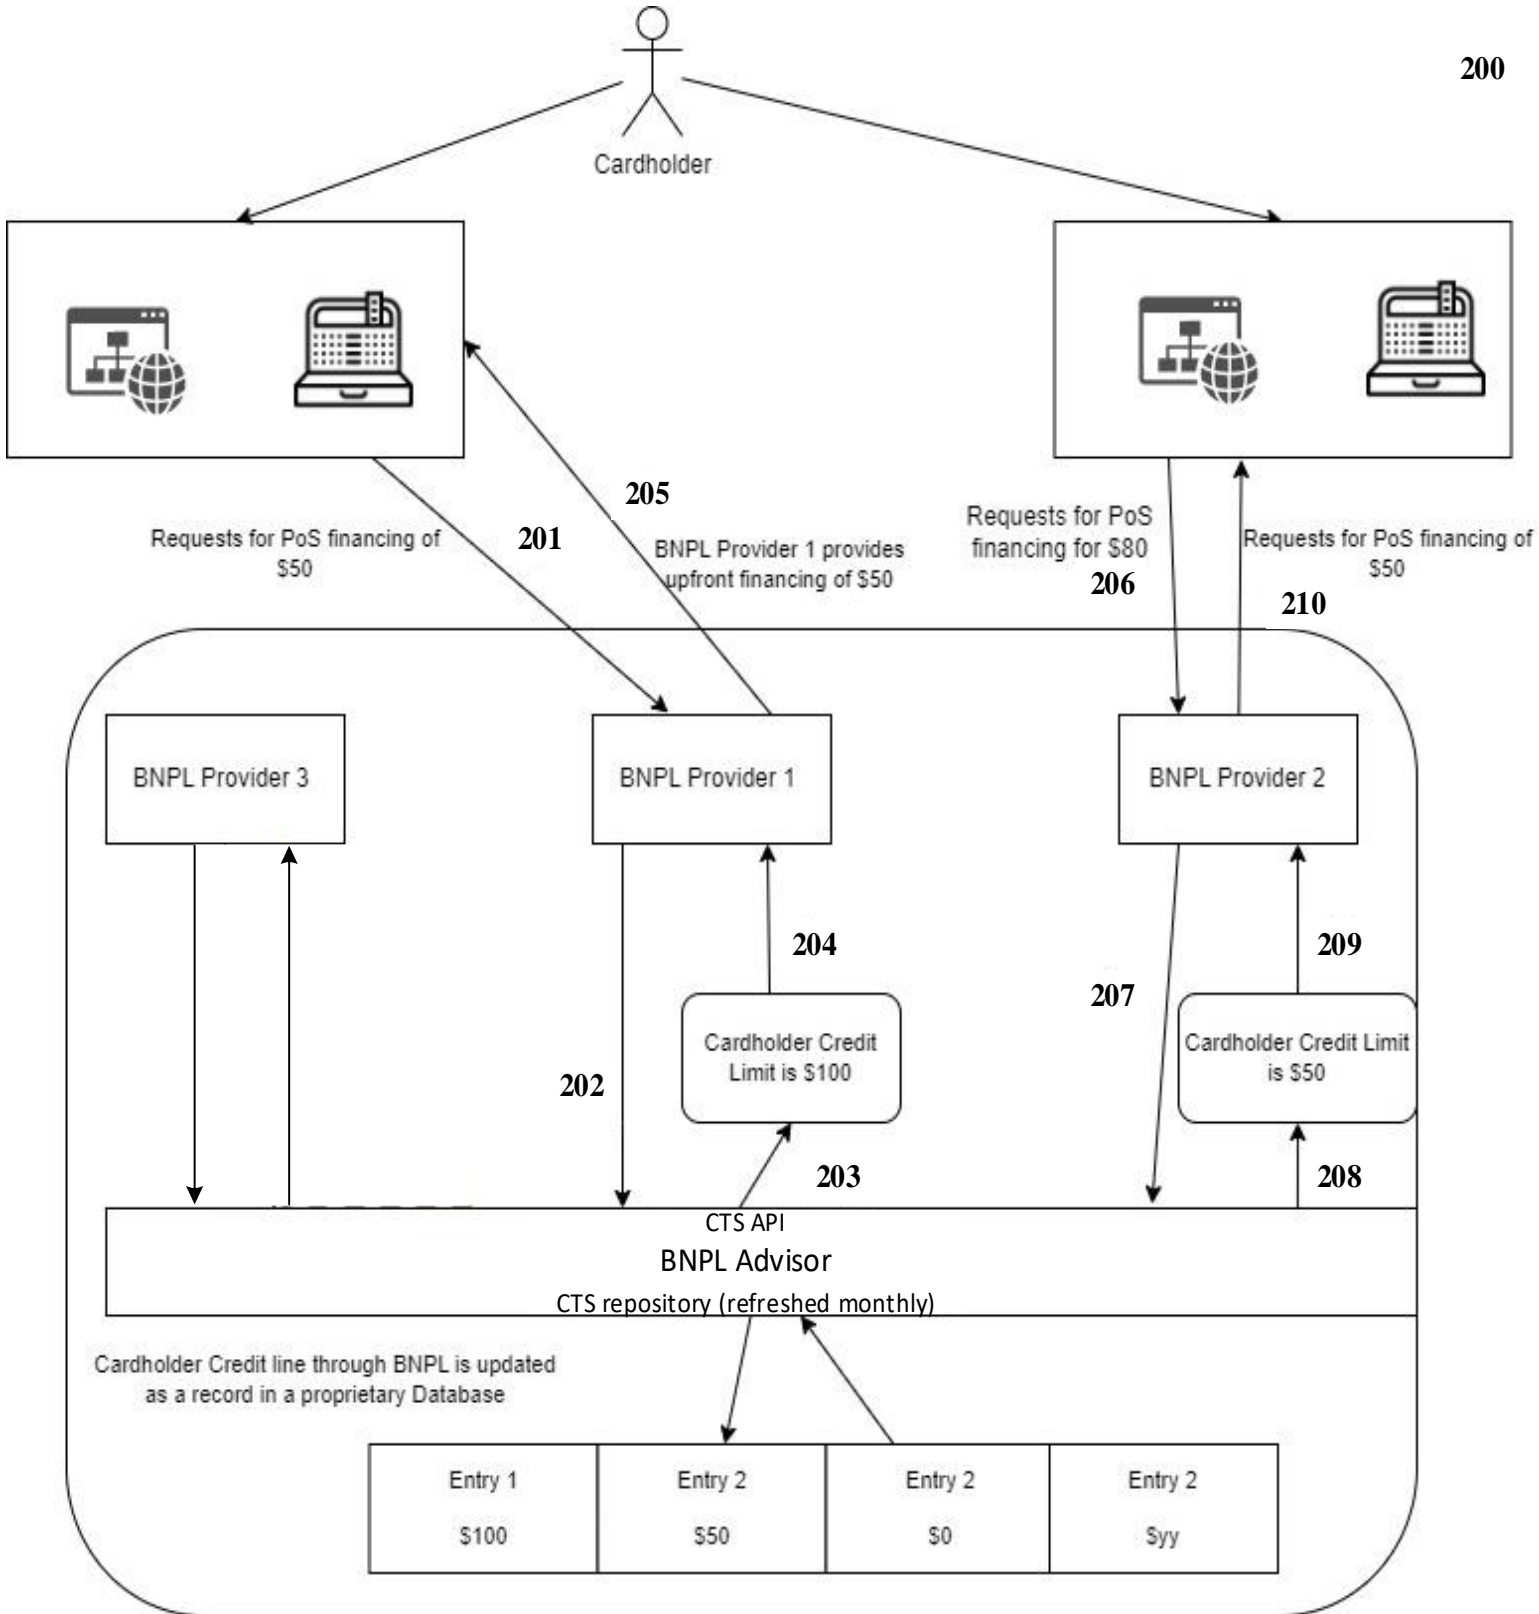 200
Cardholder
205
201
Requests for PoS financing of
$50
BNPL Provider 1 provides
upfront financing of $50
Requests for PoS
financing for $80
206
Requests for PoS financing of
$50
210
BNPL Provider 3
BNPL Provider 1
BNPL Provider 2
204
209
207
Cardholder Credit
Limit is $100
Cardholder Credit Limit
is $50
202
203
208
CTS API
BNPL Advisor
CTS repository (refreshed monthly)
Cardholder Credit line through BNPL is updated
as a record in a proprietary Database
Entry 1
$100
Entry 2
$50
Entry 2
$0
Entry 2
$yy